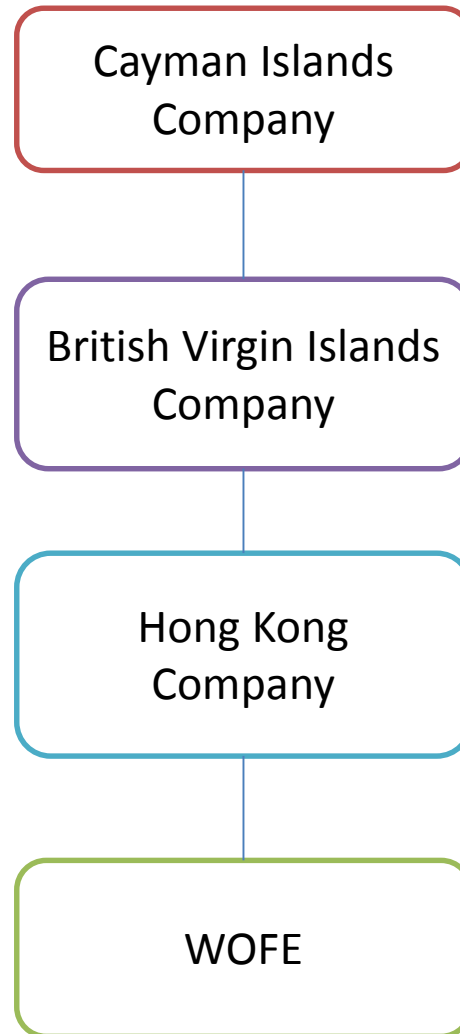 Cayman Islands
Company
British Virgin Islands
Company
Hong Kong
Company
WOFE